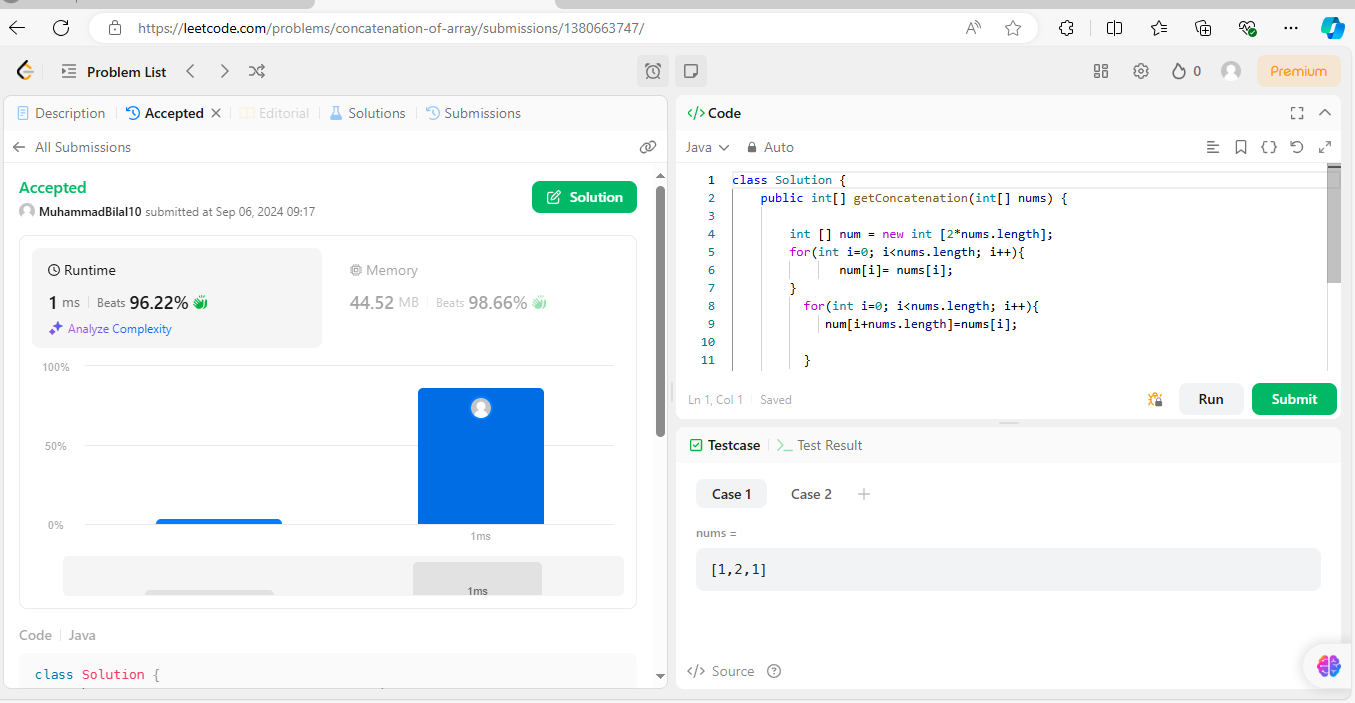 https://leetcode.com/problems/concatenation-of-array/submissions/1380663747/
Problem List
0
Premium
Description
Accepted
Editorial
Solutions
Submissions
All Submissions
Accepted
MuhammadBilal10 submitted at Sep 06, 2024 09:17
Solution
Runtime
1 ms Beats 96.22%
Analyze Complexity
Memory
44.52 MB Beats 98.66%
100%
50%
0%
1ms
1ms
Code Java
class Solution {
</> Code
Java Auto
1 class Solution {
2 public int[] getConcatenation(int[] nums) {
3
4 int [] num = new int [2*nums.length];
5 for(int i=0; i<nums.length; i++){
6 num[i]= nums[i];
7 }
8 for(int i=0; i<nums.length; i++){
9 num[i+nums.length]=nums[i];
10
11 }
Ln 1, Col 1 Saved
Run
Submit
Testcase
Test Result
Case 1
Case 2
nums =
[1,2,1]
</> Source